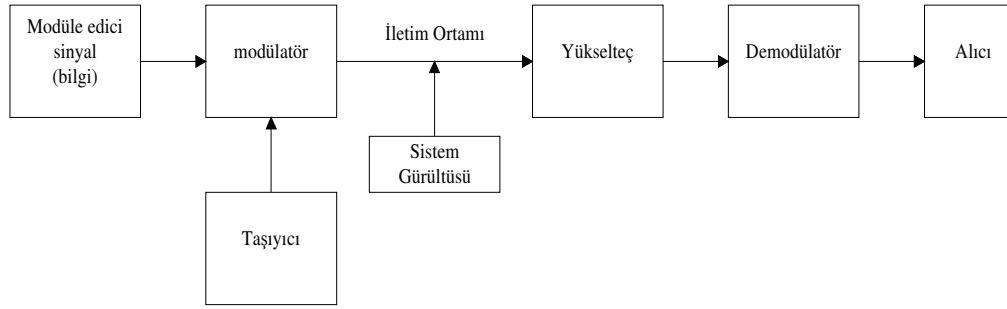 Modüle edici
sinyal
(bilgi)
modülatör
İletim Ortamı
Yükselteç
Demodülatör
Alıcı
Sistem
Gürültüsü
Taşıyıcı